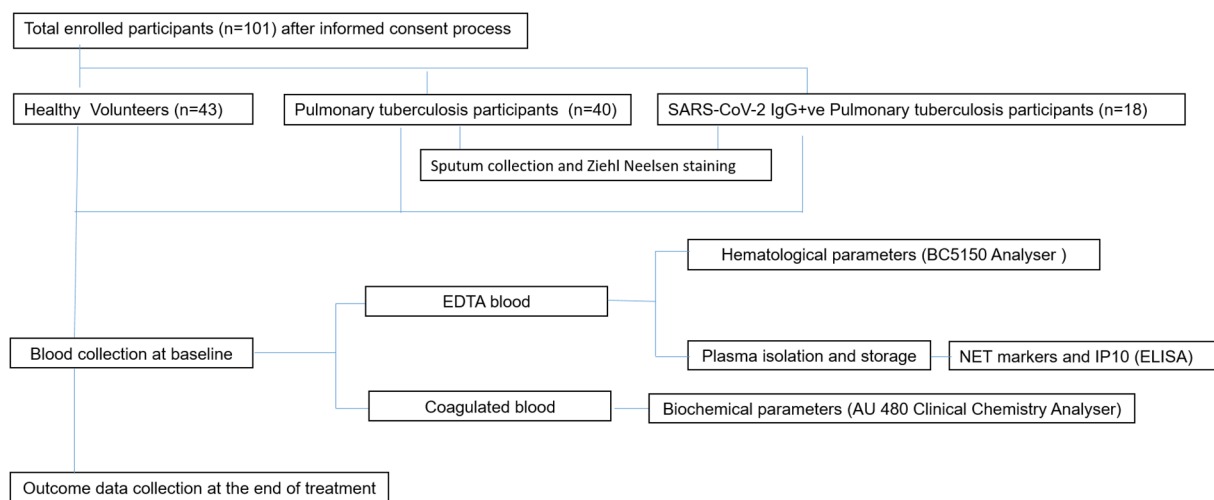 Total enrolled participants (n=101) after informed consent process
Healthy Volunteers (n=43)
Pulmonary tuberculosis participants (n=40)
SARS-CoV-2 IgG+ve Pulmonary tuberculosis participants (n=18)
Sputum collection and Ziehl Neelsen staining
Hematological parameters (BC5150 Analyser )
EDTA blood
Blood collection at baseline
Plasma isolation and storage
NET markers and IP10 (ELISA)
Coagulated blood
Biochemical parameters (AU 480 Clinical Chemistry Analyser)
Outcome data collection at the end of treatment